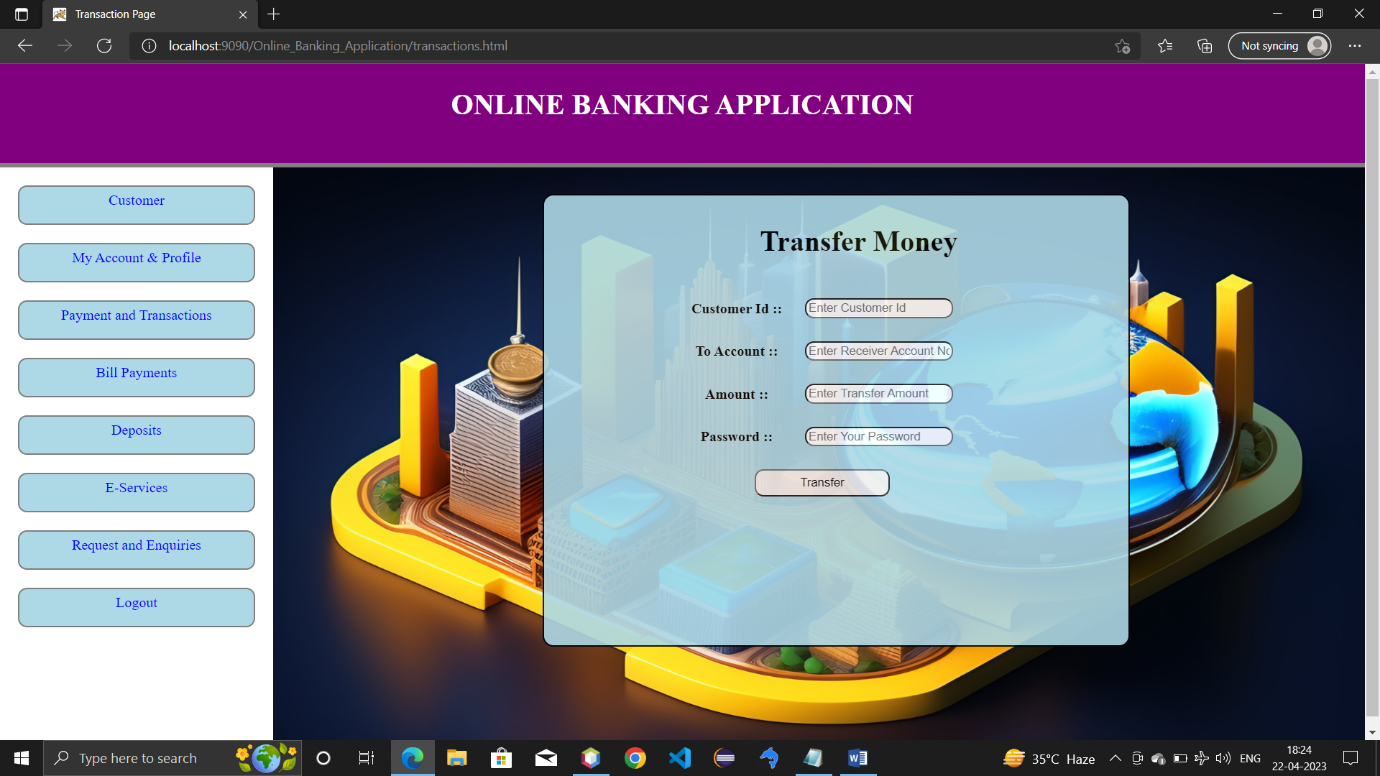 Transaction Page
localhost:9090/Online_Banking_Application/transactions.html
Not syncing
ONLINE BANKING APPLICATION
Customer
My Account & Profile
Payment and Transactions
Bill Payments
Deposits
E-Services
Request and Enquiries
Logout
Transfer Money
Customer Id :: Enter Customer Id
To Account :: Enter Receiver Account No
Amount :: Enter Transfer Amount
Password :: Enter Your Password
Transfer
Type here to search
35°C Haze
ENG
18:24
22-04-2023